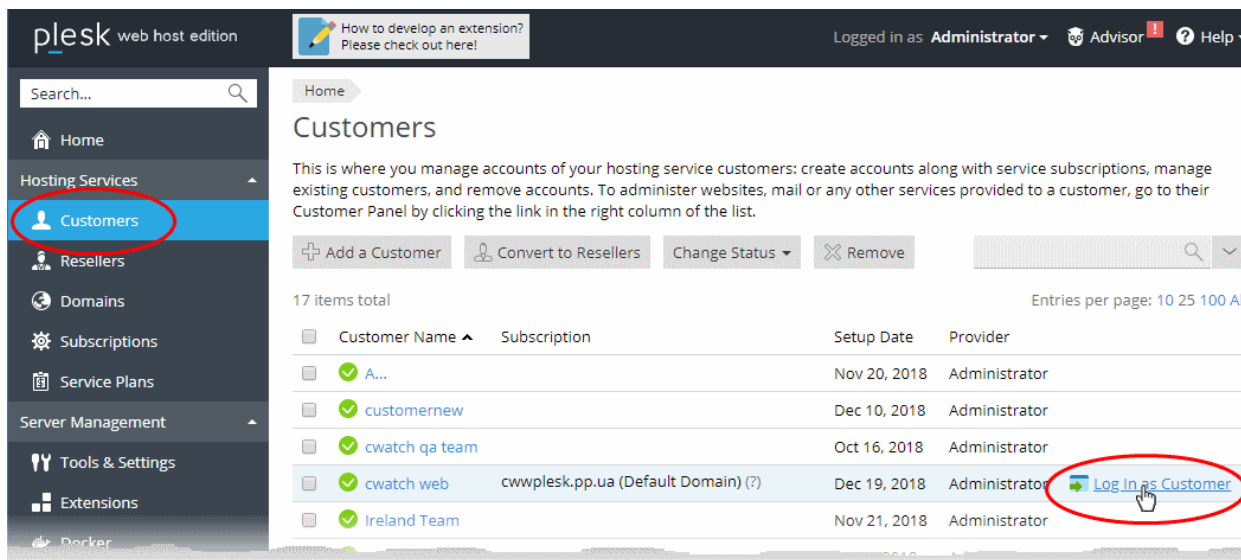 plesk web host edition
How to develop an extension?
Please check out here!
Logged in as Administrator
Advisor
!
Help
Search...
Home
Hosting Services
Customers
Resellers
Domains
Subscriptions
Service Plans
Server Management
Tools & Settings
Extensions
Docker
Home
Customers
This is where you manage accounts of your hosting service customers: create accounts along with service subscriptions, manage
existing customers, and remove accounts. To administer websites, mail or any other services provided to a customer, go to their
Customer Panel by clicking the link in the right column of the list.
Add a Customer Convert to Resellers Change Status Remove
17 items total Entries per page: 10 25 100
Customer Name Subscription Setup Date Provider
A... Nov 20, 2018 Administrator
customernew Dec 10, 2018 Administrator
cwatch qa team Oct 16, 2018 Administrator
cwatch web cwwplesk.pp.ua (Default Domain) (?) Dec 19, 2018 Administrator Log In as Customer
Ireland Team Nov 21, 2018 Administrator